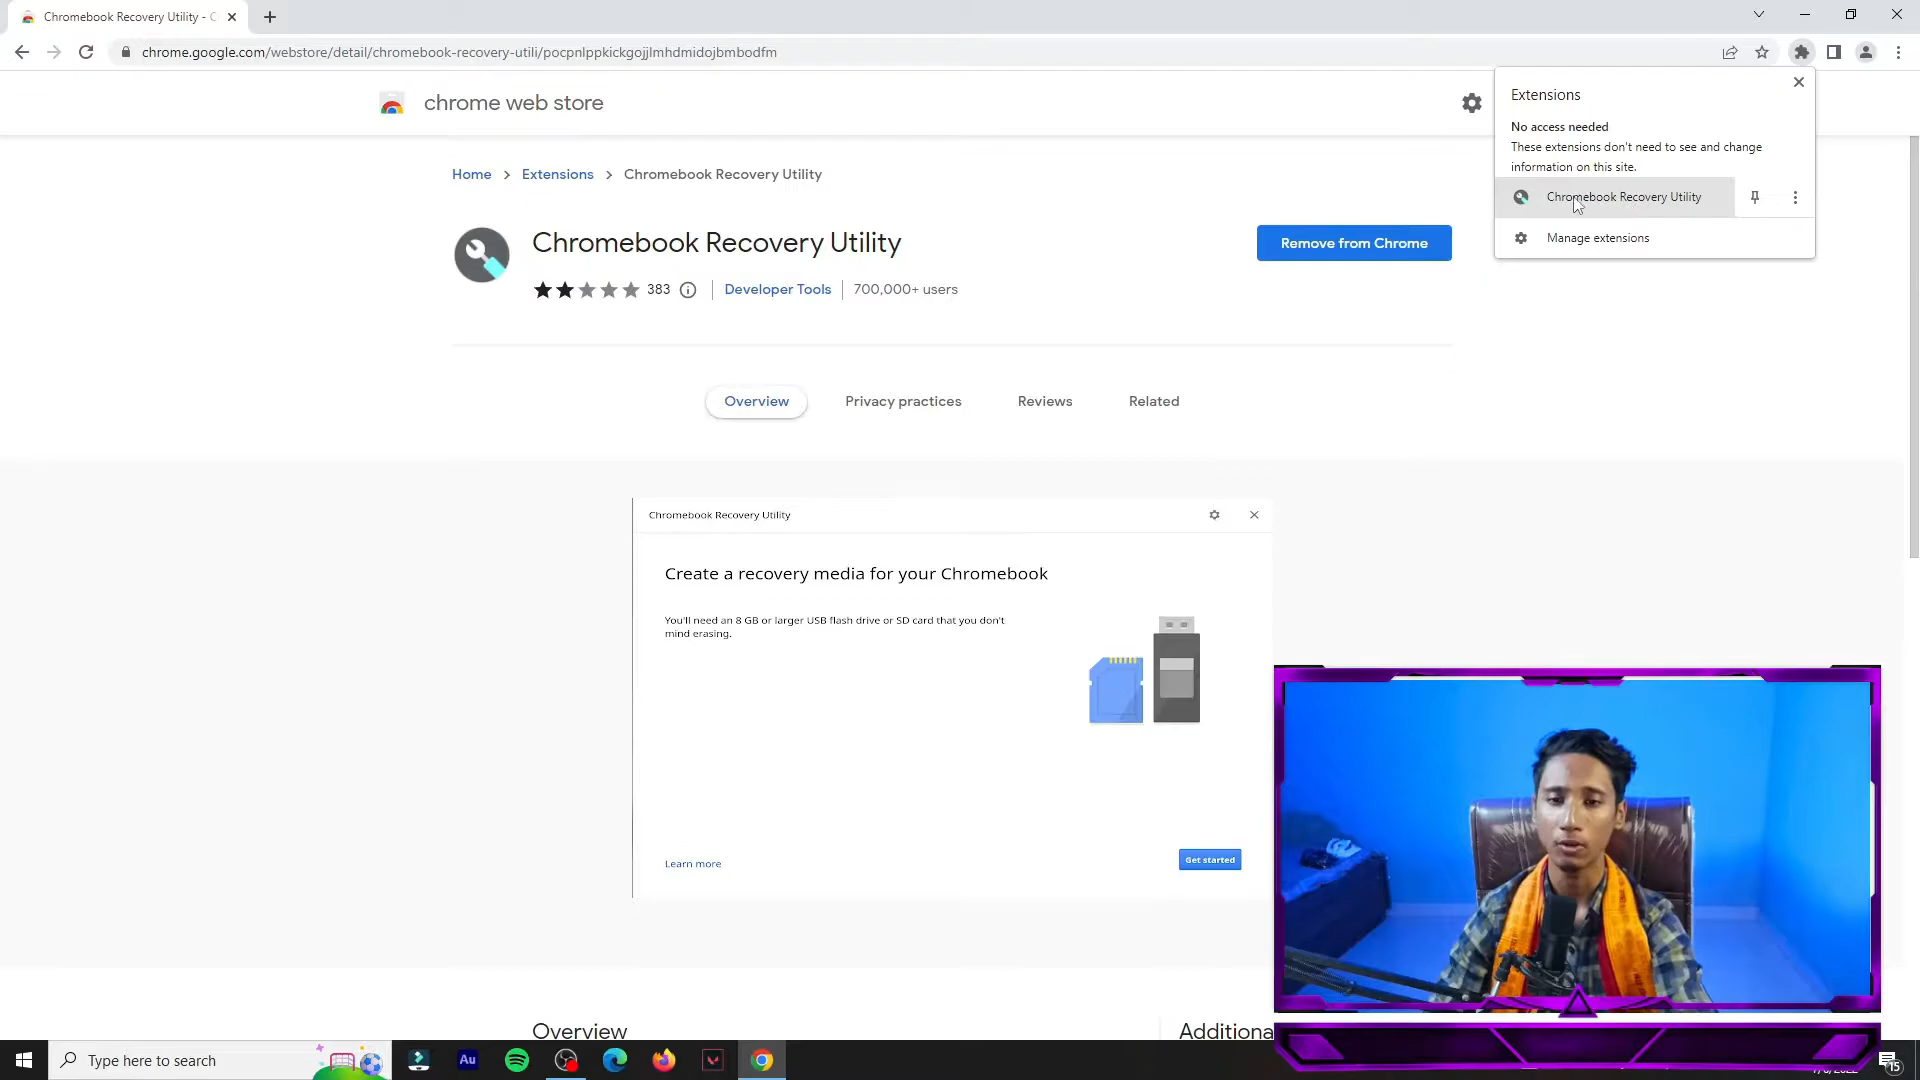 Chromebook Recovery Utility - C
chrome.google.com/webstore/detail/chromebook-recovery-utili/pocpnlppkickgojjlmhdmidojbmbodfm
chrome web store
Extensions
No access needed
These extensions don't need to see and change
information on this site.
Chromebook Recovery Utility
Manage extensions
Home > Extensions > Chromebook Recovery Utility
Chromebook Recovery Utility
Remove from Chrome
383 Developer Tools 700,000+ users
Overview Privacy practices Reviews Related
Chromebook Recovery Utility
Create a recovery media for your Chromebook
You'll need an 8 GB or larger USB flash drive or SD card that you don't
mind erasing.
Learn more
Get started
Overview
Additiona
Type here to search
Au
15